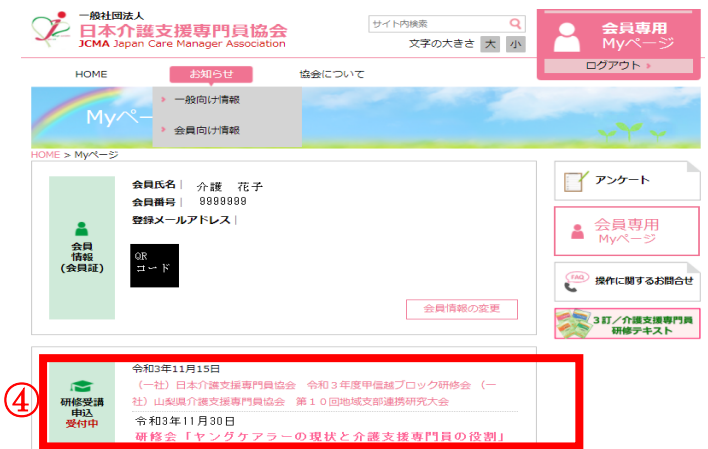 一般社団法人
日本介護支援専門員協会
JCMA Japan Care Manager Association
サイト内検索
文字の大きさ 大 小
会員専用
Myページ
ログアウト
HOME お知らせ 協会について
一般向け情報
会員向け情報
Myペー
HOME > Myページ
会員
情報
(会員証)
会員氏名| 介護 花子
会員番号| 9999999
登録メールアドレス|
QR
コード
会員情報の変更
アンケート
会員専用
Myページ
FAQ 操作に関するお問合せ
3訂/介護支援専門員
研修テキスト
④
研修受講
申込
受付中
令和3年11月15日
(一社)日本介護支援専門員協会 令和3年度甲信越ブロック研修会 (一
社)山梨県介護支援専門員協会 第10回地域支部連携研究大会
令和3年11月30日
研修会「ヤングケアラーの現状と介護支援専門員の役割」